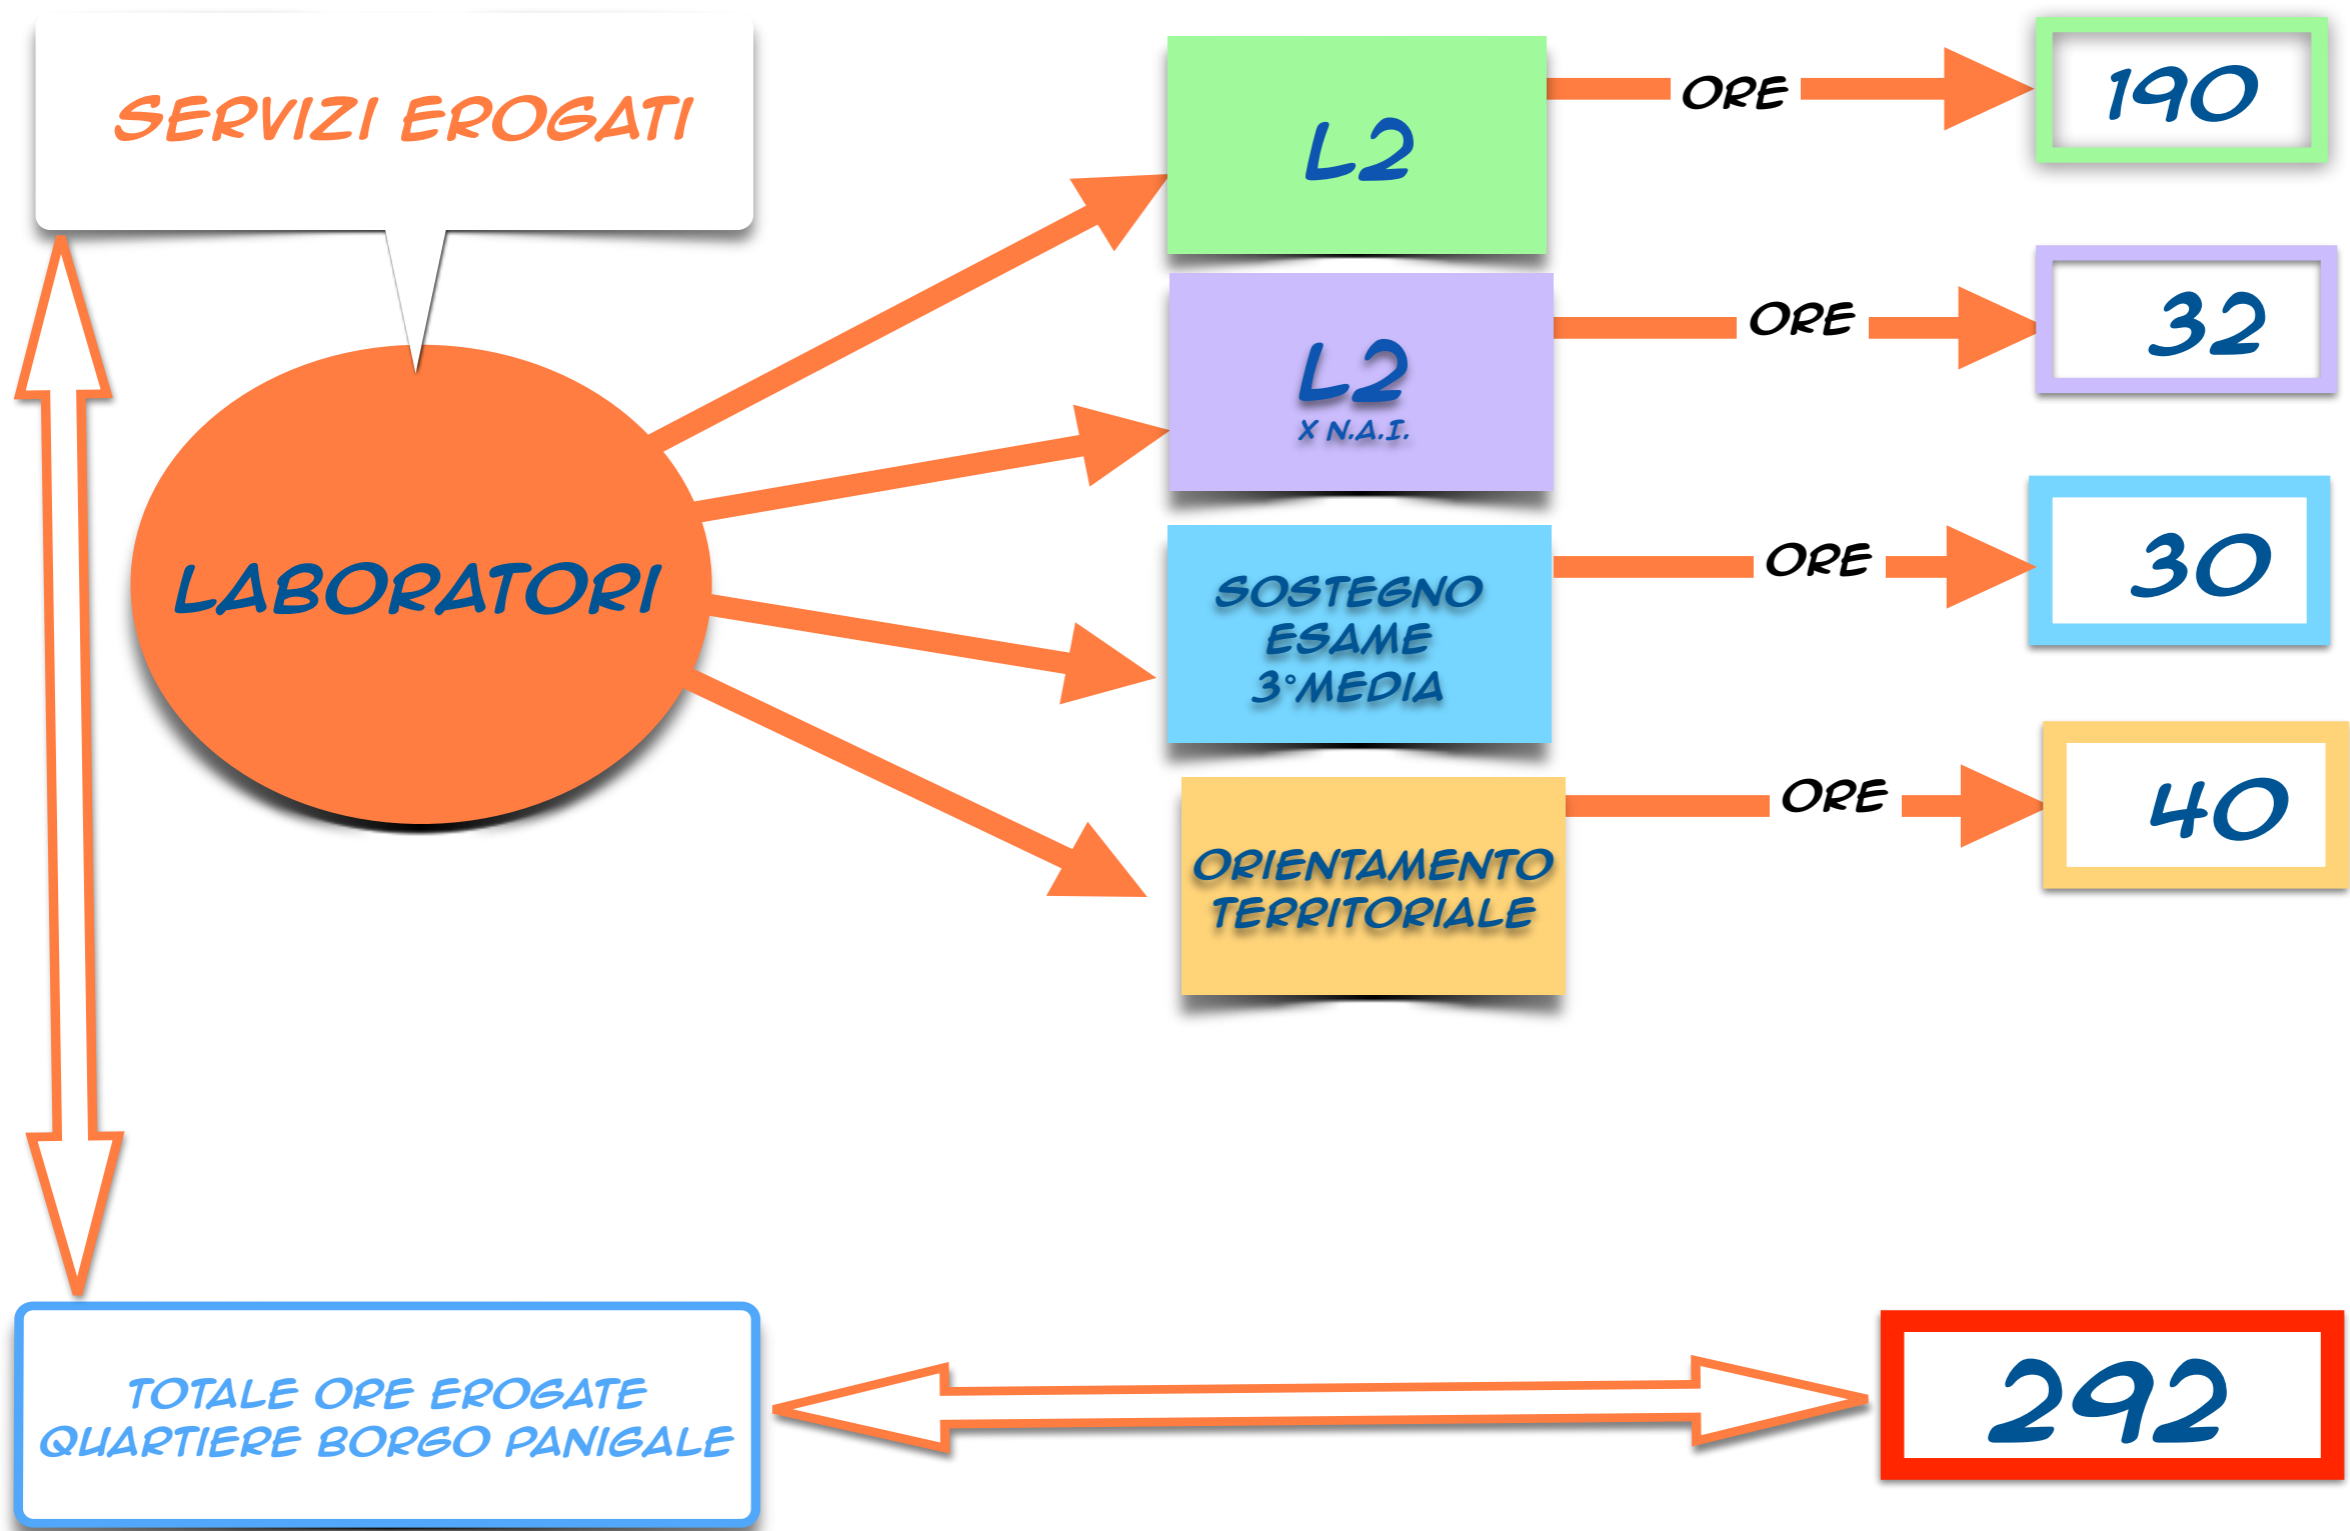 SERVIZI EROGATI
LABORATORI
L2
ORE
190
L2
X N.A.I.
ORE
32
SOSTEGNO
ESAME
3°MEDIA
ORE
30
ORIENTAMENTO
TERRITORIALE
ORE
40
TOTALE ORE EROGATE
QUARTIERE BORGO PANIGALE
292